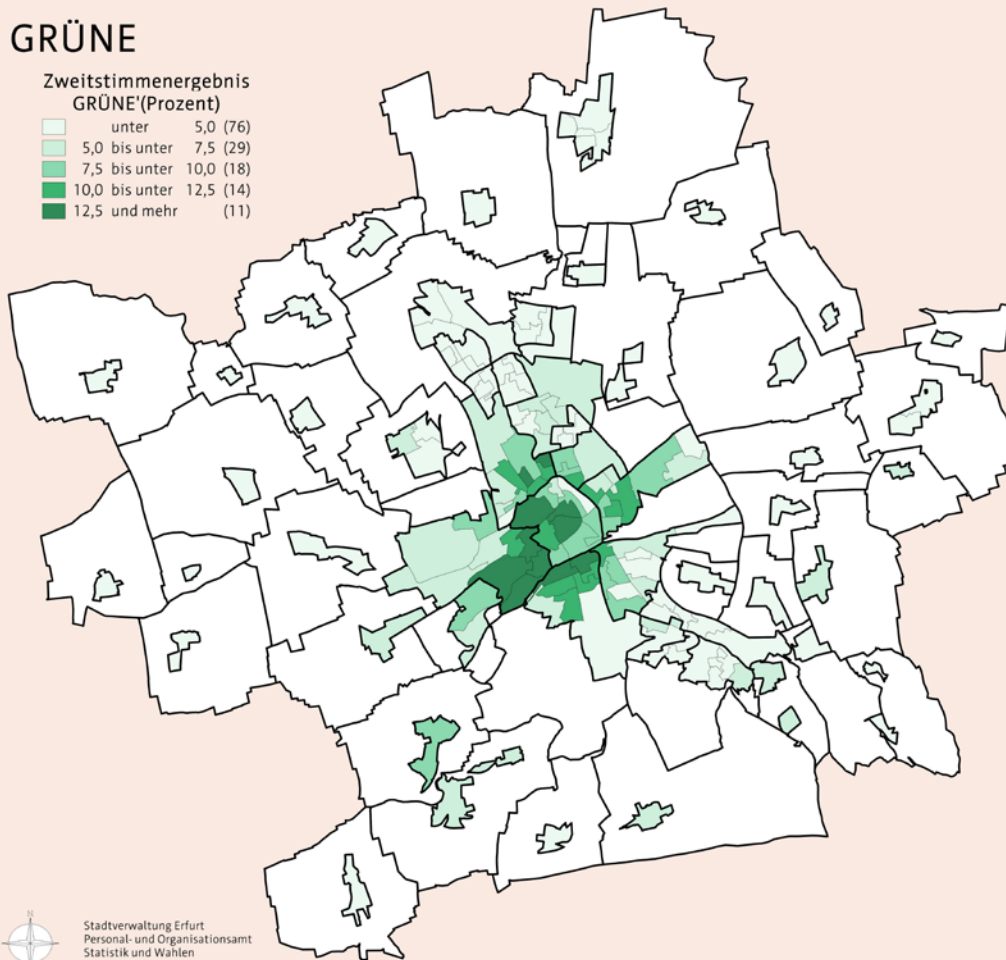 GRÜNE
Zweitstimmenergebnis
GRÜNE'(Prozent)
unter 5,0 (76)
5,0 bis unter 7,5 (29)
7,5 bis unter 10,0 (18)
10,0 bis unter 12,5 (14)
12,5 und mehr (11)
N
Stadtverwaltung Erfurt
Personal- und Organisationsamt
Statistik und Wahlen